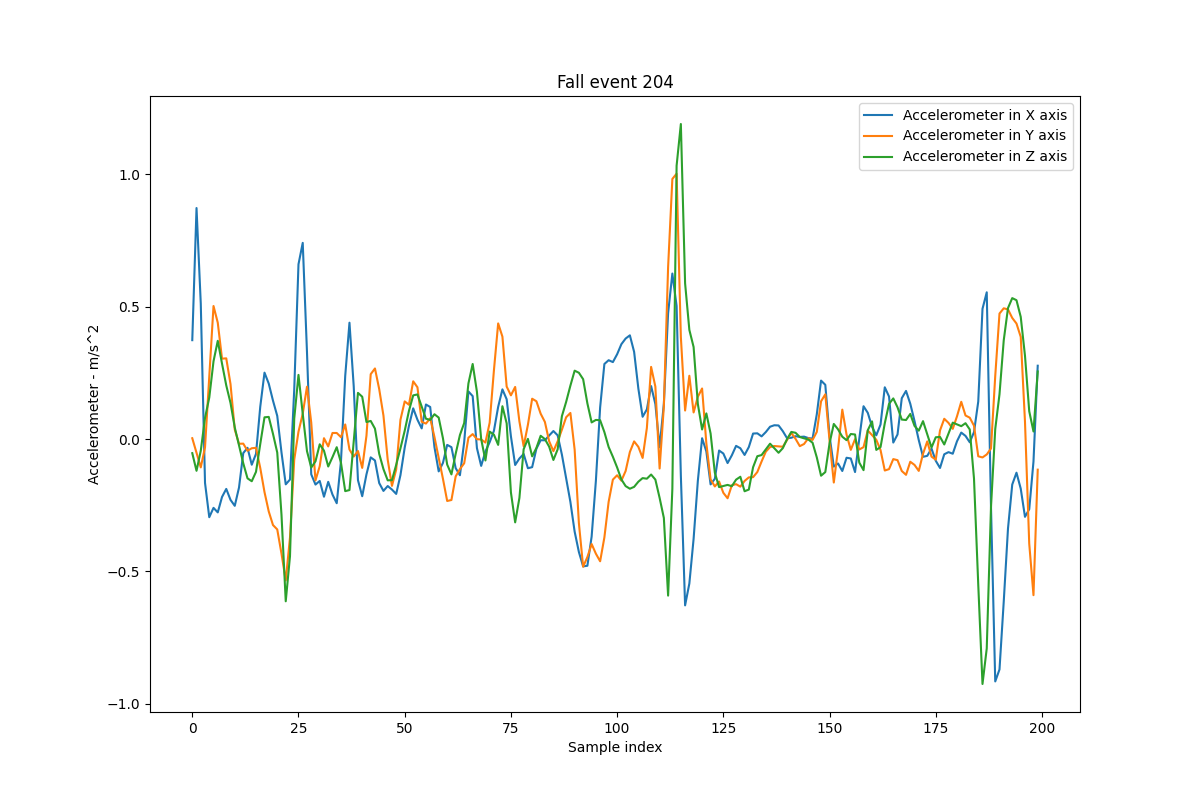 Fall event 204
Accelerometer in X axis
Accelerometer in Y axis
Accelerometer in Z axis
Accelerometer - m/s^2
1.0
0.5
0.0
−0.5
−1.0
0 25 50 75 100 125 150 175 200
Sample index